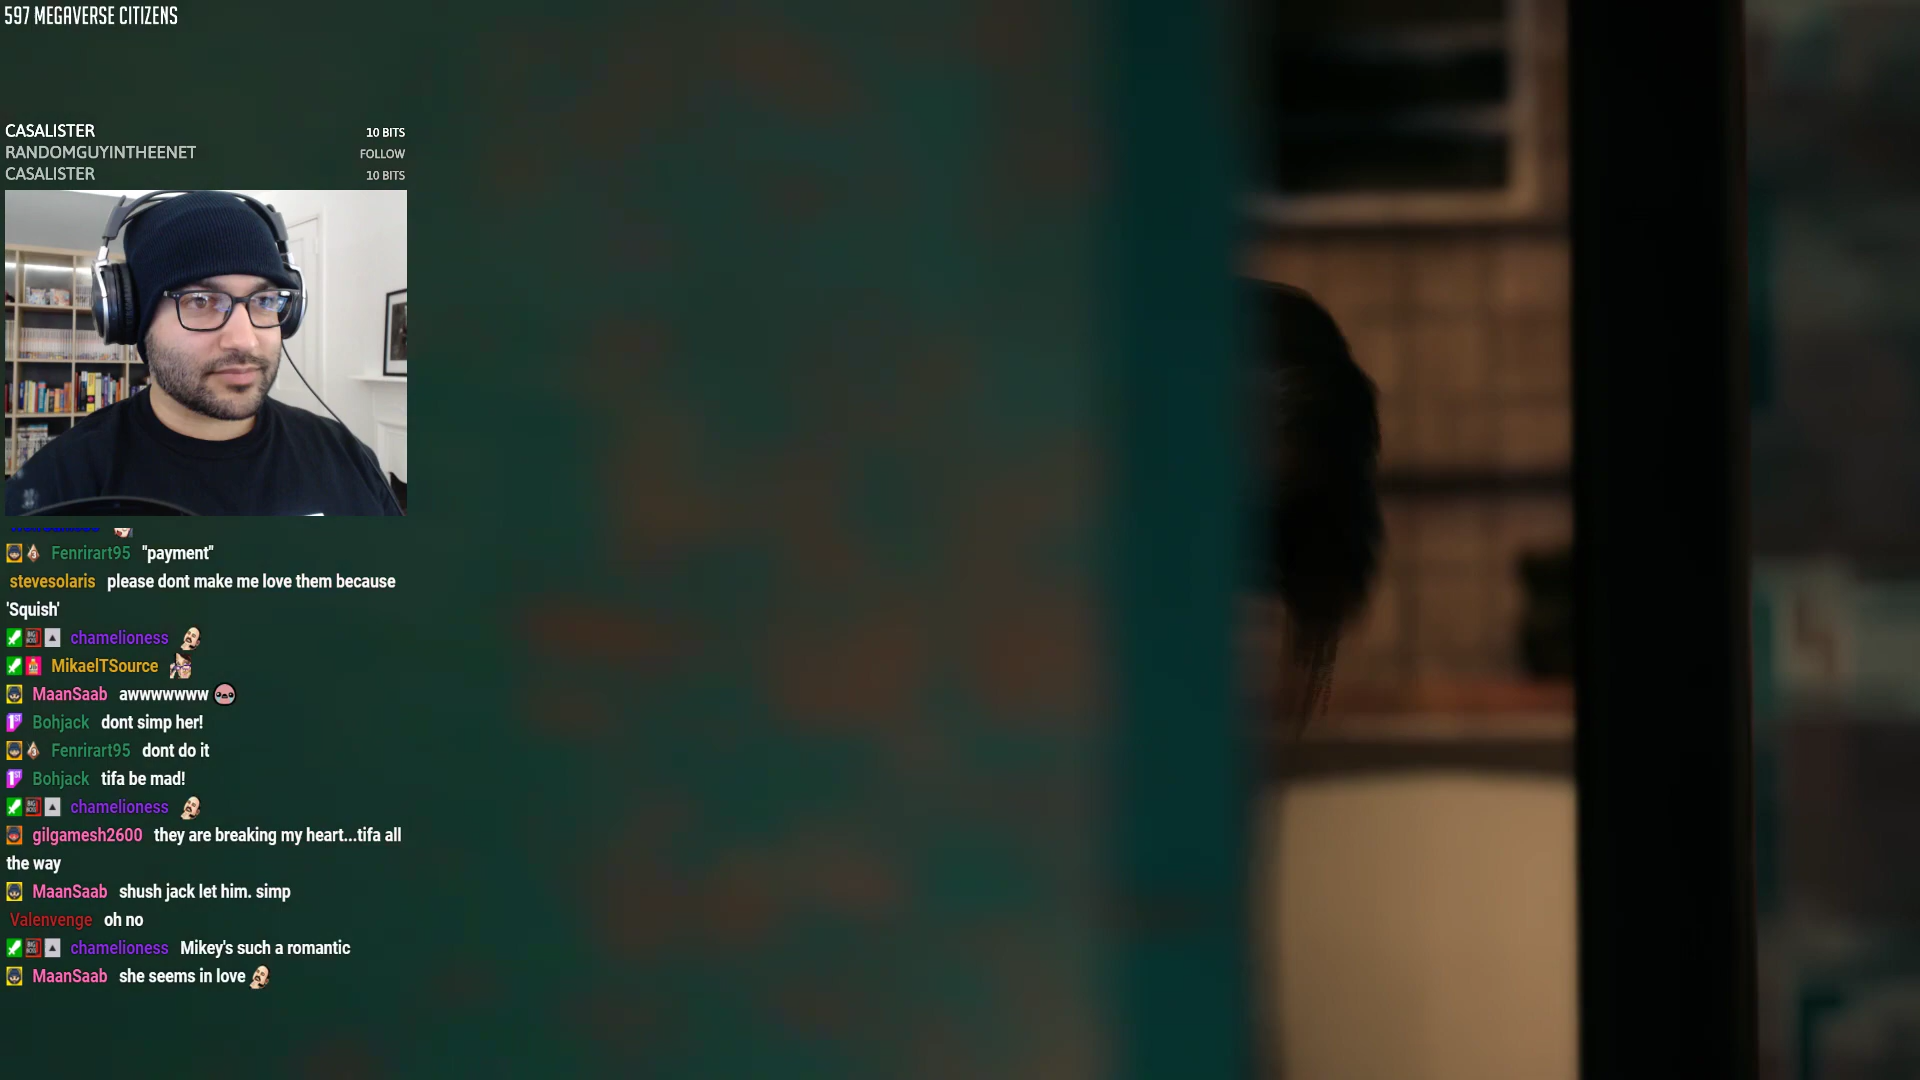 597 MEGAVERSE CITIZENS
CASALISTER 10 BITS
RANDOMGUYINTHEENET FOLLOW
CASALISTER 10 BITS
Fenrirart95 "payment"
stevesolaris please dont make me love them because
'Squish'
chamelioness
MikaelTSource
MaanSaab awwwwwww
Bohjack dont simp her!
Fenrirart95 dont do it
Bohjack tifa be mad!
chamelioness
gilgamesh2600 they are breaking my heart...tifa all
the way
MaanSaab shush jack let him. simp
Valenvenge oh no
chamelioness Mikey's such a romantic
MaanSaab she seems in love